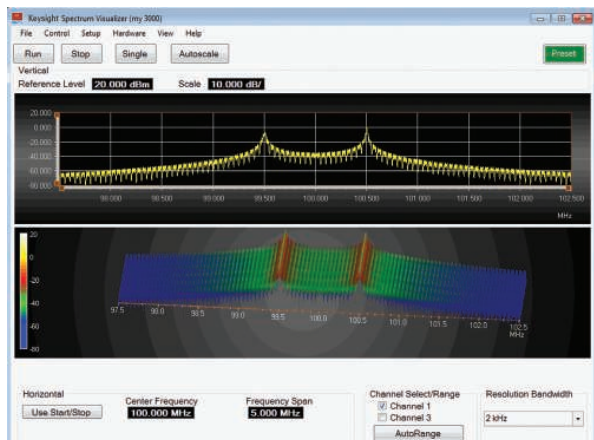 Keysight Spectrum Visualizer (my 3000)
File Control Setup Hardware View Help
Run Stop Single Autoscale Preset
Vertical
Reference Level 20.000 dBm Scale 10.000 dB/
20.000
0.000
-20.000
-40.000
-60.000
-80.000
98.000 98.500 99.000 99.500 100.000 100.500 101.000 101.500 102.000 102.500
MHz
20
0
-20
-40
-60
-80
97.5 98.0 98.5 99.0 99.5 100.0 100.5 101.0 101.5 102.0 102.5
MHz
Horizontal
Use Start/Stop
Center Frequency
100.000 MHz
Frequency Span
5.000 MHz
Channel Select/Range
Channel 1
Channel 3
AutoRange
Resolution Bandwidth
2 kHz